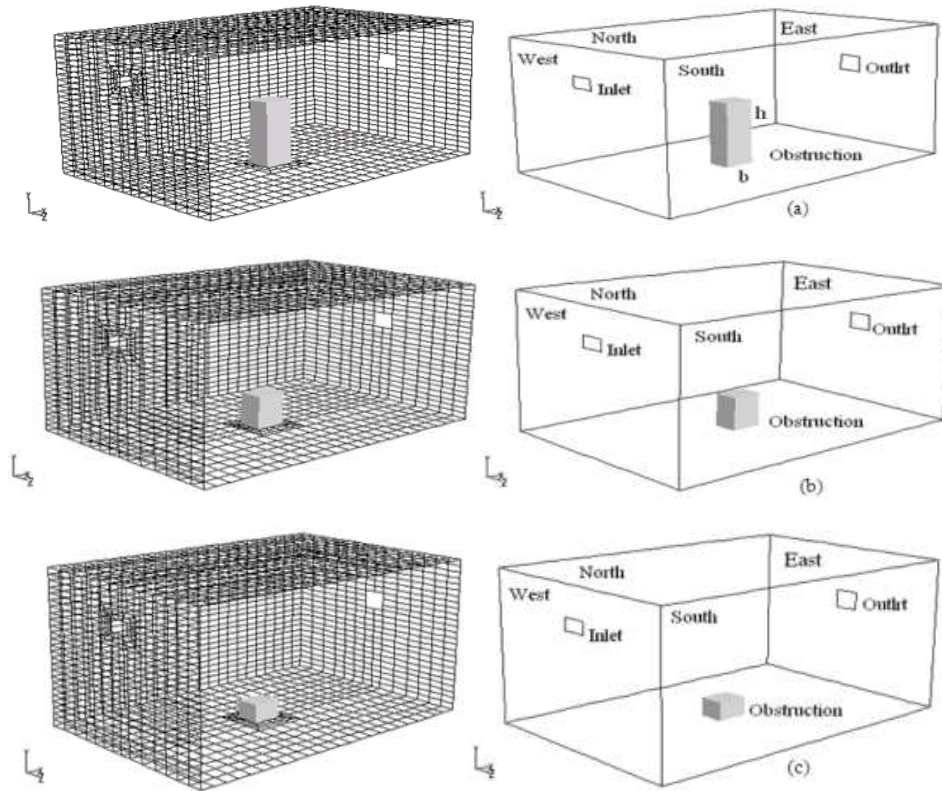 North
East
West
South
Inlet
Outlrt
h
Obstruction
b
(a)
North
East
West
South
Inlet
Outlrt
Obstruction
(b)
North
East
West
South
Inlet
Outlrt
Obstruction
(c)